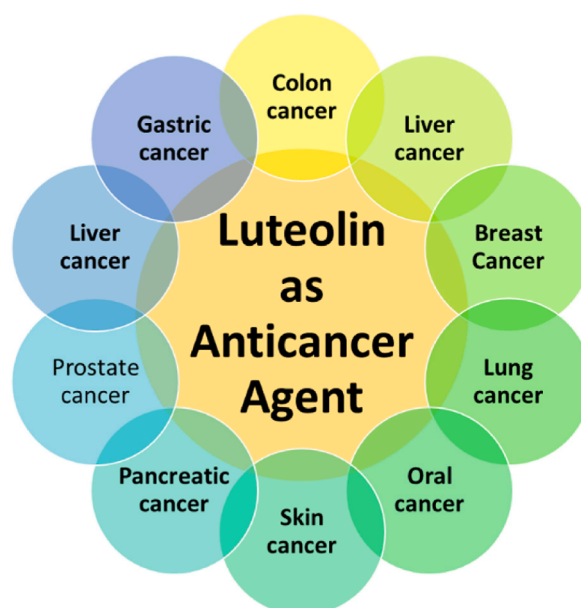 Colon
cancer
Liver
cancer
Breast
Cancer
Lung
cancer
Oral
cancer
Skin
cancer
Pancreatic
cancer
Prostate
cancer
Liver
cancer
Gastric
cancer
Luteolin
as
Anticancer
Agent